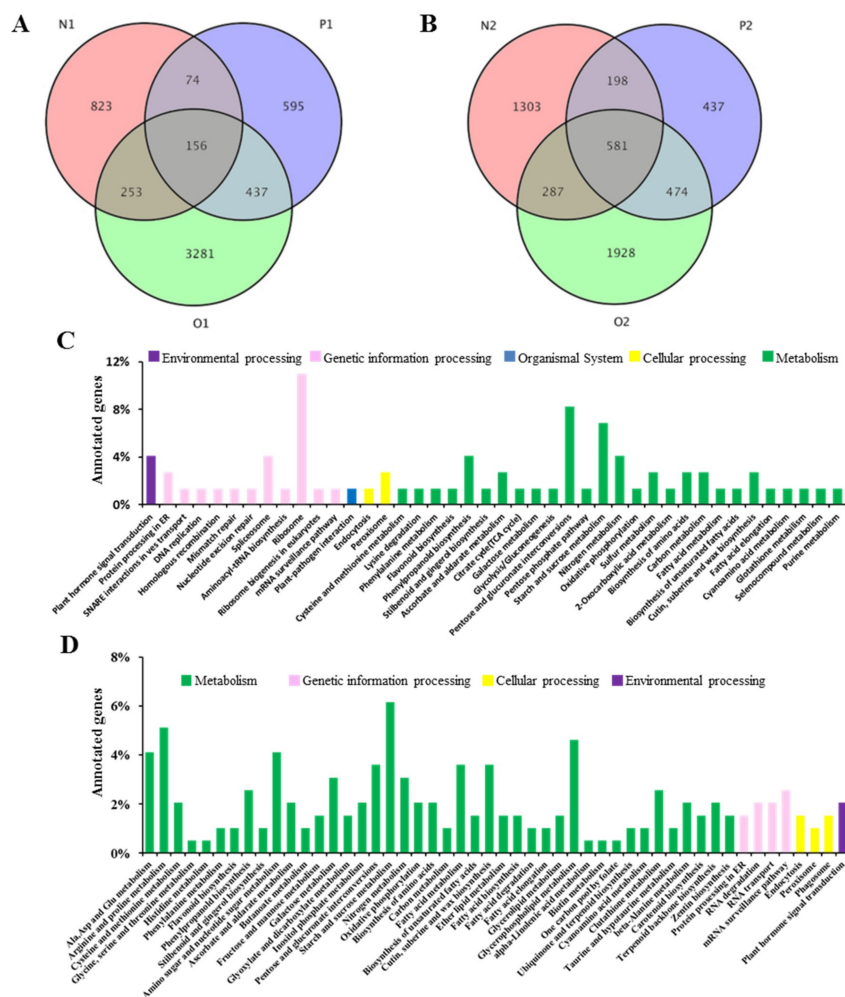 A
N1
P1
74
823
595
156
253
437
3281
O1
B
N2
P2
198
1303
437
581
287
474
1928
O2
C
Environmental processing
Genetic information processing
Organismal System
Cellular processing
Metabolism
Annotated genes
12%
8%
4%
0%
Plant hormone signal transduction
Protein processing in ER
SNARE interactions in ves transport
DNA replication
Homologous recombination
Mismatch repair
Nucleotide excision repair
Spliceosome
Aminoacyl-tRNA biosynthesis
Ribosome
Ribosome biogenesis in eukaryotes
mRNA surveillance pathway
Plant-pathogen interaction
Endocytosis
Peroxisome
Cysteine and methionine metabolism
Lysine degradation
Phenylalanine metabolism
Flavonoid biosynthesis
Phenylpropanoid biosynthesis
Stilbenoid and gingerol biosynthesis
Ascorbate and aldarate metabolism
Citrate cycle(TCA cycle)
Galactose metabolism
Glycolysis/Gluconeogenesis
Pentose and glucuronate interconversions
Pentose phosphate pathway
Starch and sucrose metabolism
Nitrogen metabolism
Oxidative phosphorylation
Sulfur metabolism
2-Oxocarboxylic acid metabolism
Biosynthesis of amino acids
Carbon metabolism
Fatty acid metabolism
Biosynthesis of unsaturated fatty acids
Cutin, suberine and wax biosynthesis
Fatty acid elongation
Cyanoamino acid metabolism
Glutathione metabolism
Selenocompound metabolism
Purine metabolism
D
Metabolism
Genetic information processing
Cellular processing
Environmental processing
Annotated genes
8%
6%
4%
2%
0%
Ala,Asp and Glu metabolism
Arginine and proline metabolism
Cysteine and methionine metabolism
Glycine, serine and threonine metabolism
Histidine metabolism
Phenylalanine metabolism
Flavonoid biosynthesis
Phenylpropanoid biosynthesis
Stilbenoid and gingerol biosynthesis
Amino sugar and nucleotide metabolism
Ascorbate and aldarate metabolism
Butanoate metabolism
Fructose and mannose metabolism
Galactose metabolism
Glyoxylate and dicarboxylate metabolism
Inositol phosphate metabolism
Pentose and glucuronate interconversions
Starch and sucrose metabolism
Nitrogen metabolism
Oxidative phosphorylation
Biosynthesis of amino acids
Carbon metabolism
Fatty acid metabolism
Biosynthesis of unsaturated fatty acids
Cutin, suberine and wax biosynthesis
Ether lipid metabolism
Fatty acid biosynthesis
Fatty acid degradation
Fatty acid elongation
Glycerolipid metabolism
Glycerophospholipid metabolism
alpha-Linolenic acid metabolism
Biotin metabolism
One carbon pool by folate
Ubiquinone and terpenoid biosynthesis
Cyanoamino acid metabolism
Glutathione metabolism
Taurine and hypotaurine metabolism
beta-Alanine metabolism
Carotenoid biosynthesis
Terpenoid backbone biosynthesis
Zeatin biosynthesis
Protein processing in ER
RNA degradation
RNA transport
mRNA surveillance pathway
Endocytosis
Peroxisome
Phagosome
Plant hormone signal transduction